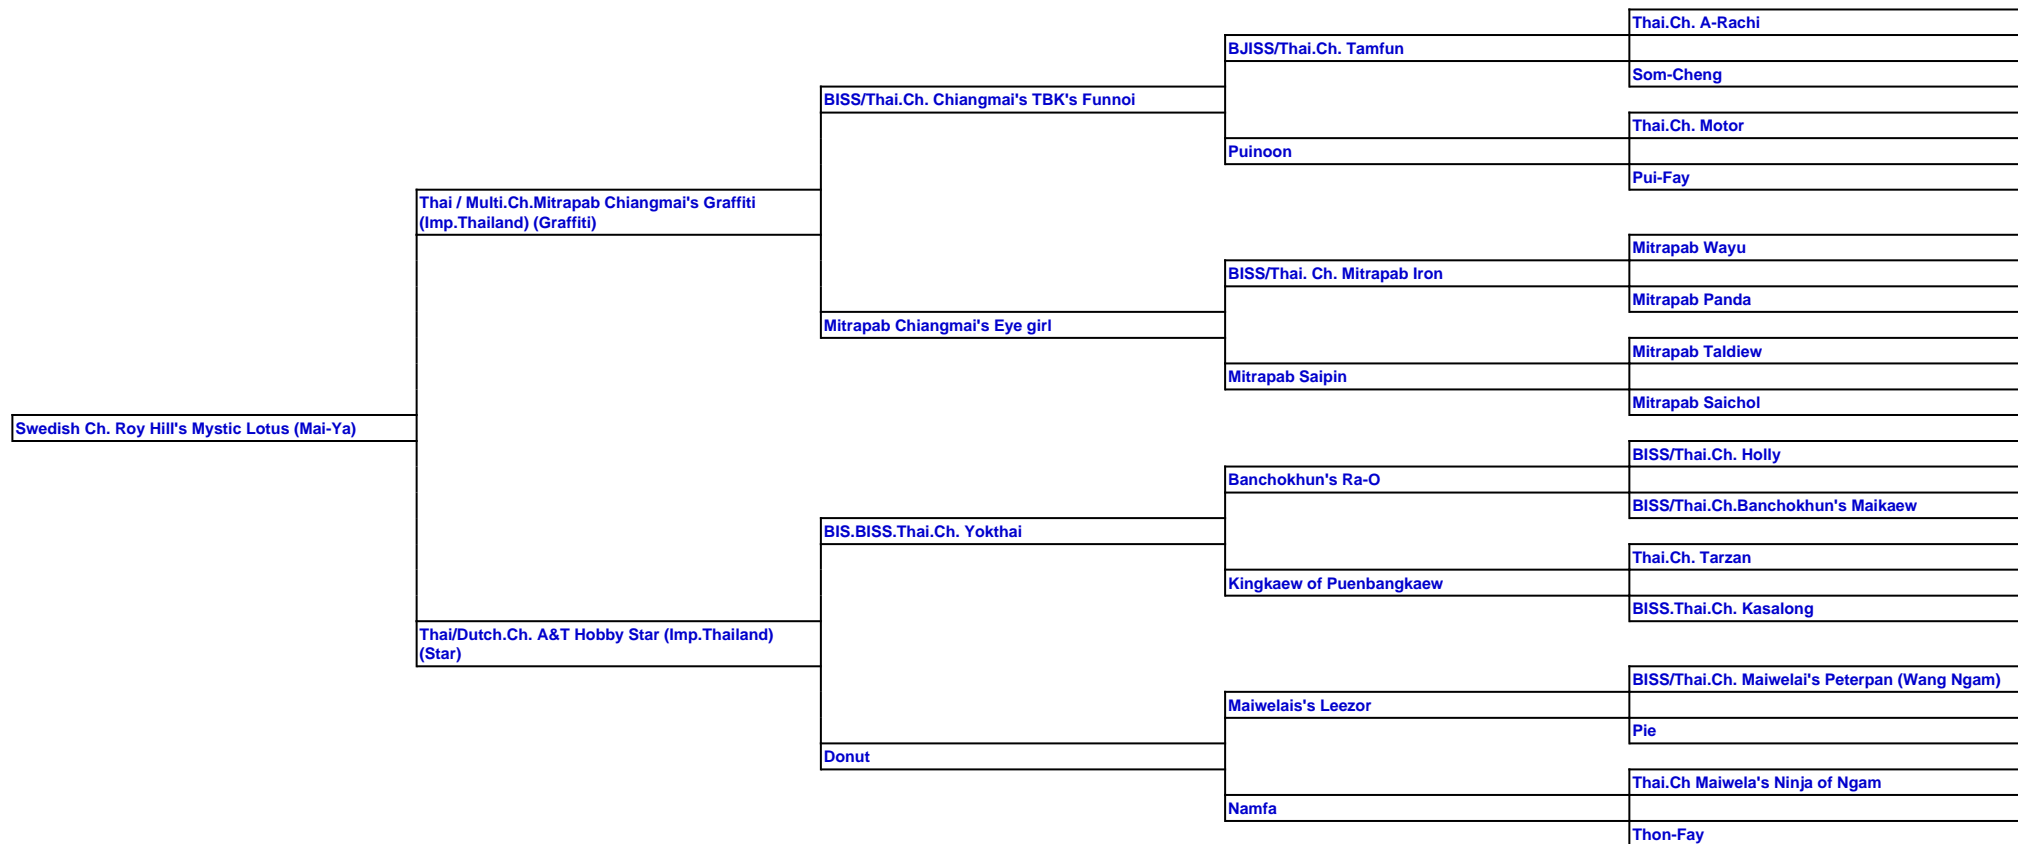 Thai.Ch. A-Rachi
BJISS/Thai.Ch. Tamfun
Som-Cheng
BISS/Thai.Ch. Chiangmai's TBK's Funnoi
Thai.Ch. Motor
Puinoon
Pui-Fay
Thai / Multi.Ch.Mitrapab Chiangmai's Graffiti
(Imp.Thailand) (Graffiti)
Mitrapab Wayu
BISS/Thai. Ch. Mitrapab Iron
Mitrapab Panda
Mitrapab Chiangmai's Eye girl
Mitrapab Taldiew
Mitrapab Saipin
Mitrapab Saichol
Swedish Ch. Roy Hill's Mystic Lotus (Mai-Ya)
BISS/Thai.Ch. Holly
Banchokhun's Ra-O
BISS/Thai.Ch.Banchokhun's Maikaew
BIS.BISS.Thai.Ch. Yokthai
Thai.Ch. Tarzan
Kingkaew of Puenbangkaew
BISS.Thai.Ch. Kasalong
Thai/Dutch.Ch. A&T Hobby Star (Imp.Thailand)
(Star)
BISS/Thai.Ch. Maiwelai's Peterpan (Wang Ngam)
Maiwelais's Leezor
Pie
Donut
Thai.Ch Maiwela's Ninja of Ngam
Namfa
Thon-Fay